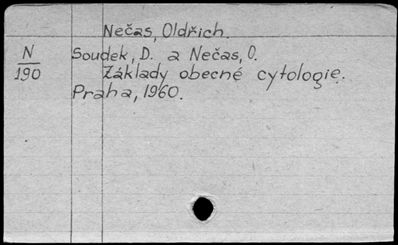 Nečas, Oldřich.
N
190
Soudek, D. a Nečas, O.
Základy obecné cytologie.
Praha, 1960.